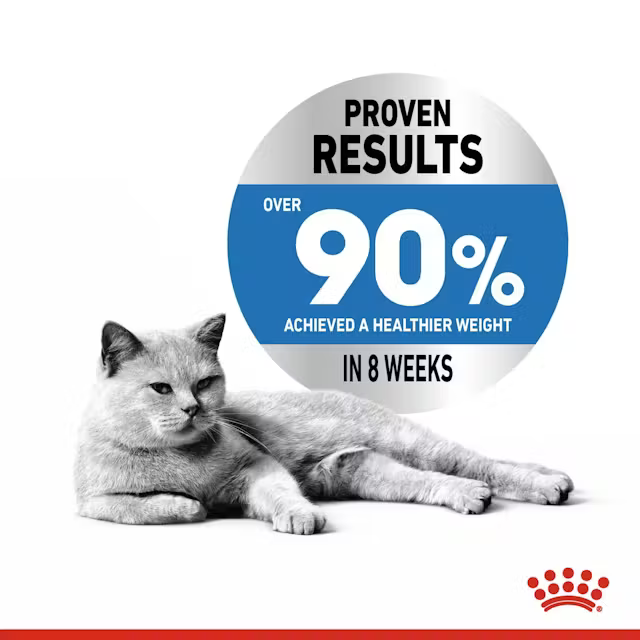 PROVEN
RESULTS
OVER
90%
ACHIEVED A HEALTHIER WEIGHT
IN 8 WEEKS